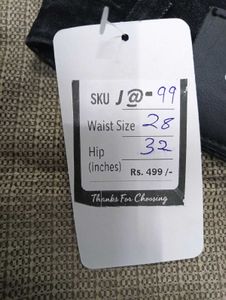 SKU J@-99
Waist Size 28
Hip 32
(inches)
Rs. 499/-
Thanks For Choosing